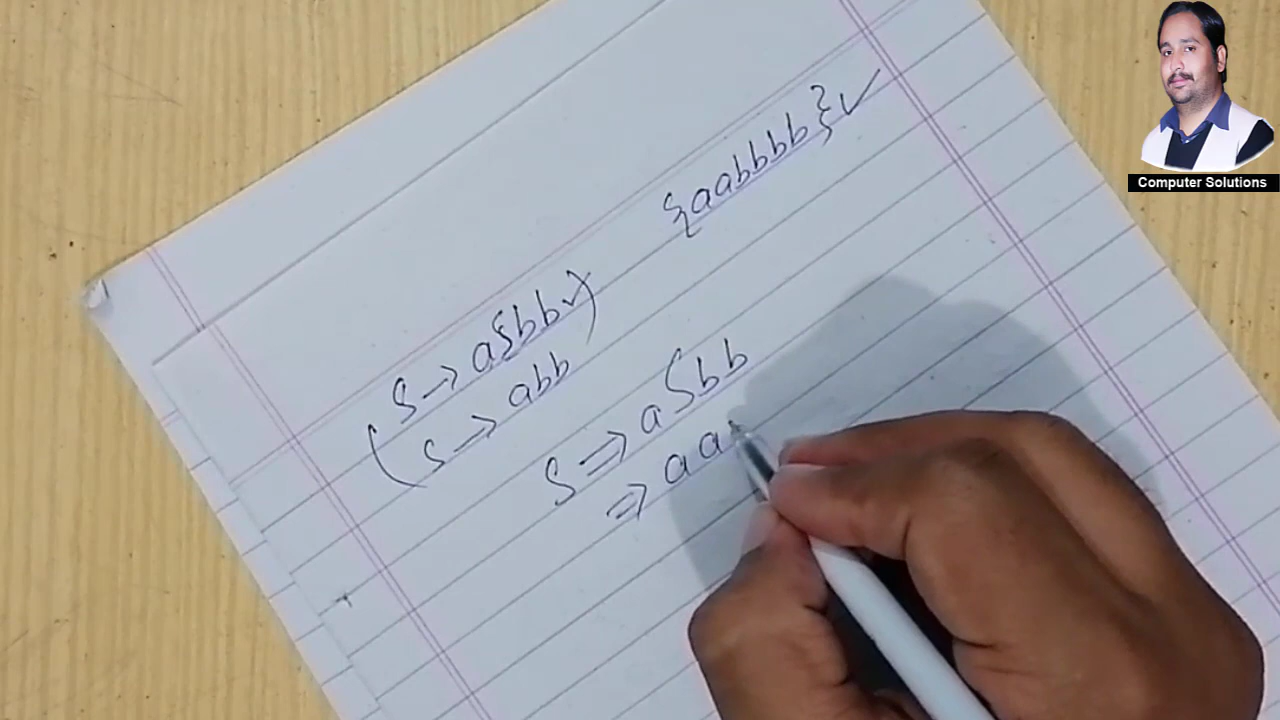 {aabbbb} ✓
S → aSbb ✓
S → abb
S ⇒ aSbb
⇒ aa
Computer Solutions